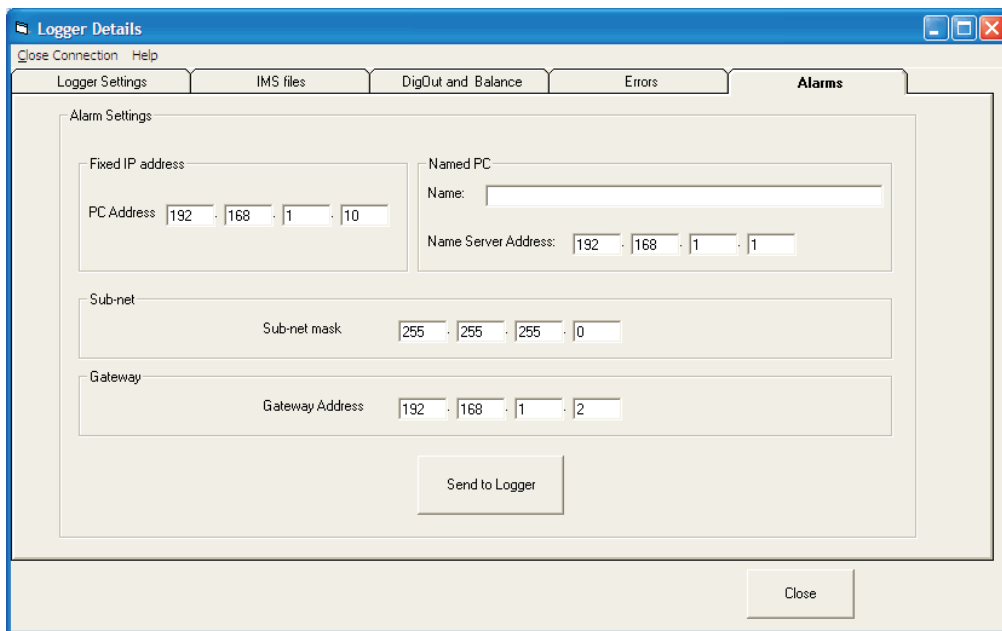 Logger Details
Close Connection Help
Logger Settings IMS files DigOut and Balance Errors Alarms
Alarm Settings
Fixed IP address
PC Address 192 . 168 . 1 . 10
Named PC
Name:
Name Server Address: 192 . 168 . 1 . 1
Sub-net
Sub-net mask 255 . 255 . 255 . 0
Gateway
Gateway Address 192 . 168 . 1 . 2
Send to Logger
Close